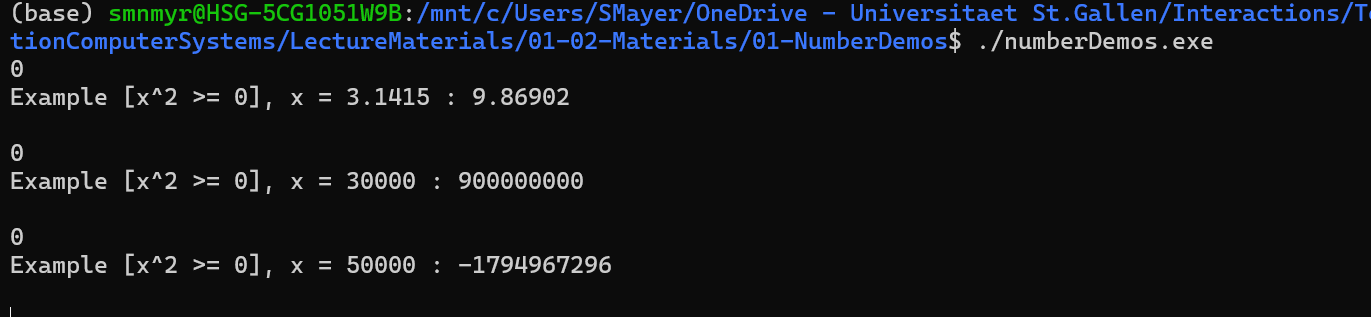 (base) smnmyr@HSG-5CG1051W9B:/mnt/c/Users/SMayer/OneDrive - Universitaet St.Gallen/Interactions/T
tionComputerSystems/LectureMaterials/01-02-Materials/01-NumberDemos$ ./numberDemos.exe
0
Example [x^2 >= 0], x = 3.1415 : 9.86902
0
Example [x^2 >= 0], x = 30000 : 900000000
0
Example [x^2 >= 0], x = 50000 : -1794967296